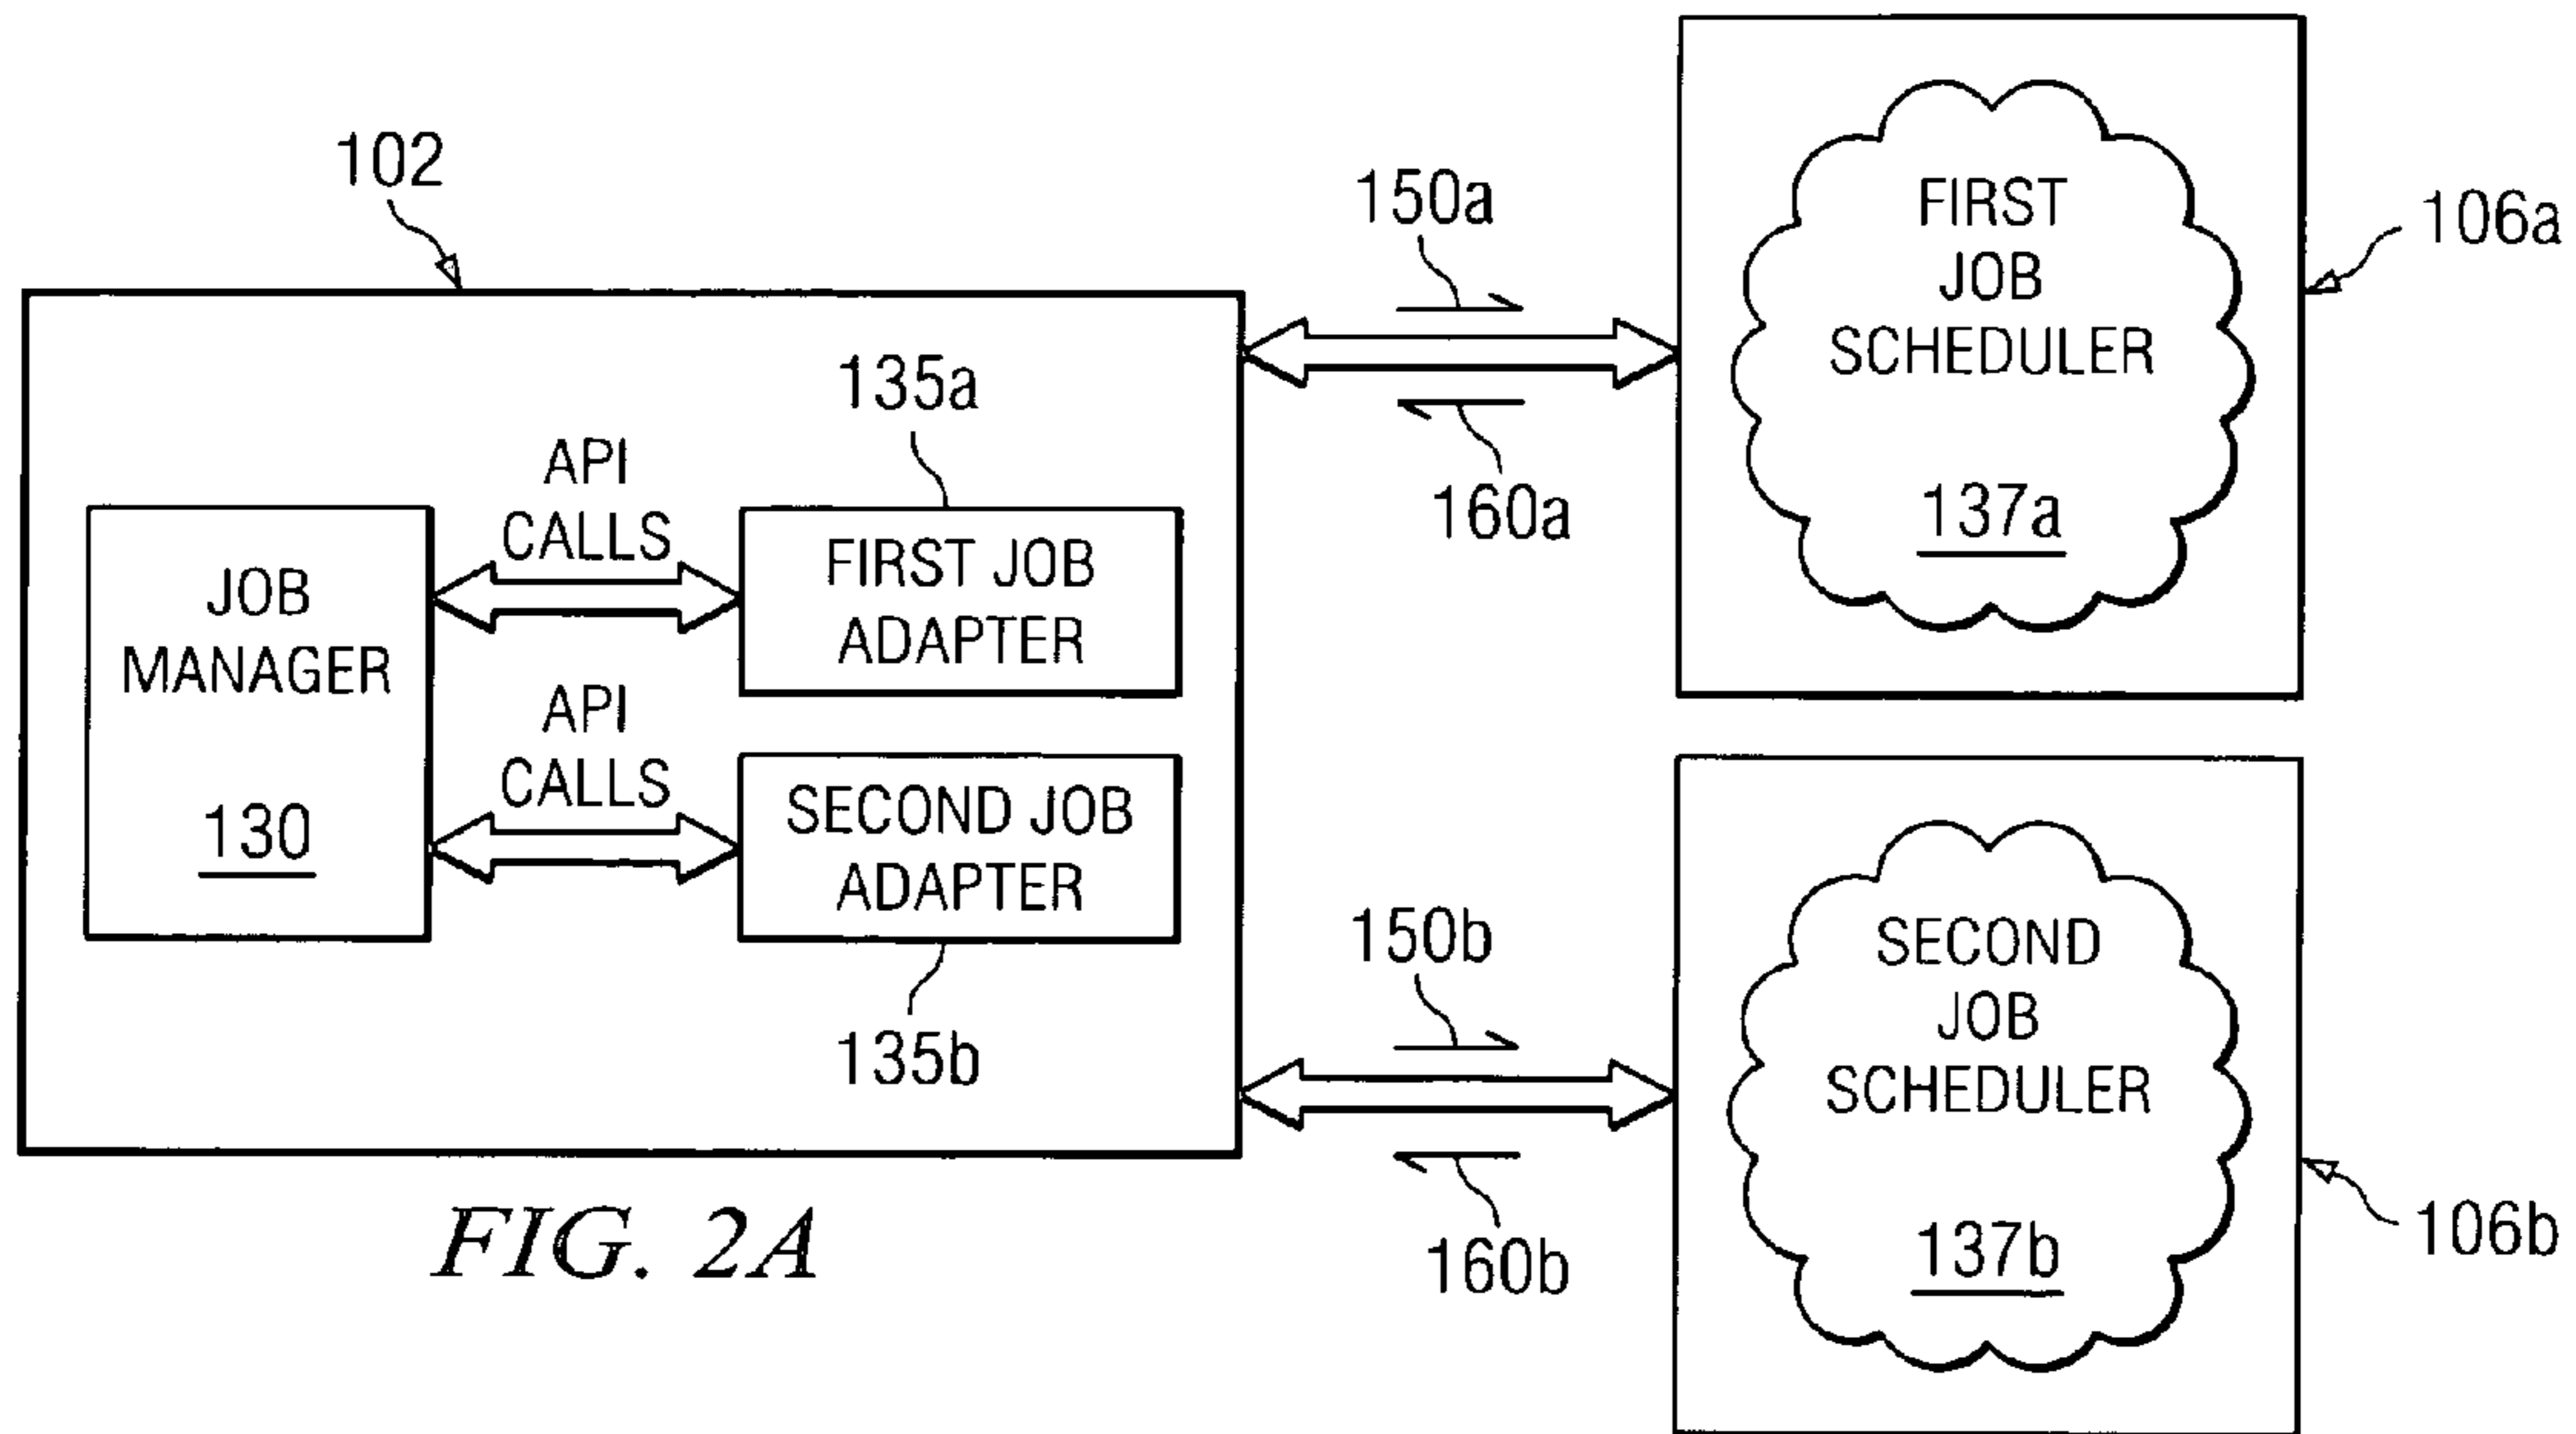 102
JOB
MANAGER
130
API
CALLS
API
CALLS
135a
FIRST JOB
ADAPTER
SECOND JOB
ADAPTER
135b
150a
160a
150b
160b
FIRST
JOB
SCHEDULER
137a
106a
SECOND
JOB
SCHEDULER
137b
106b
FIG. 2A